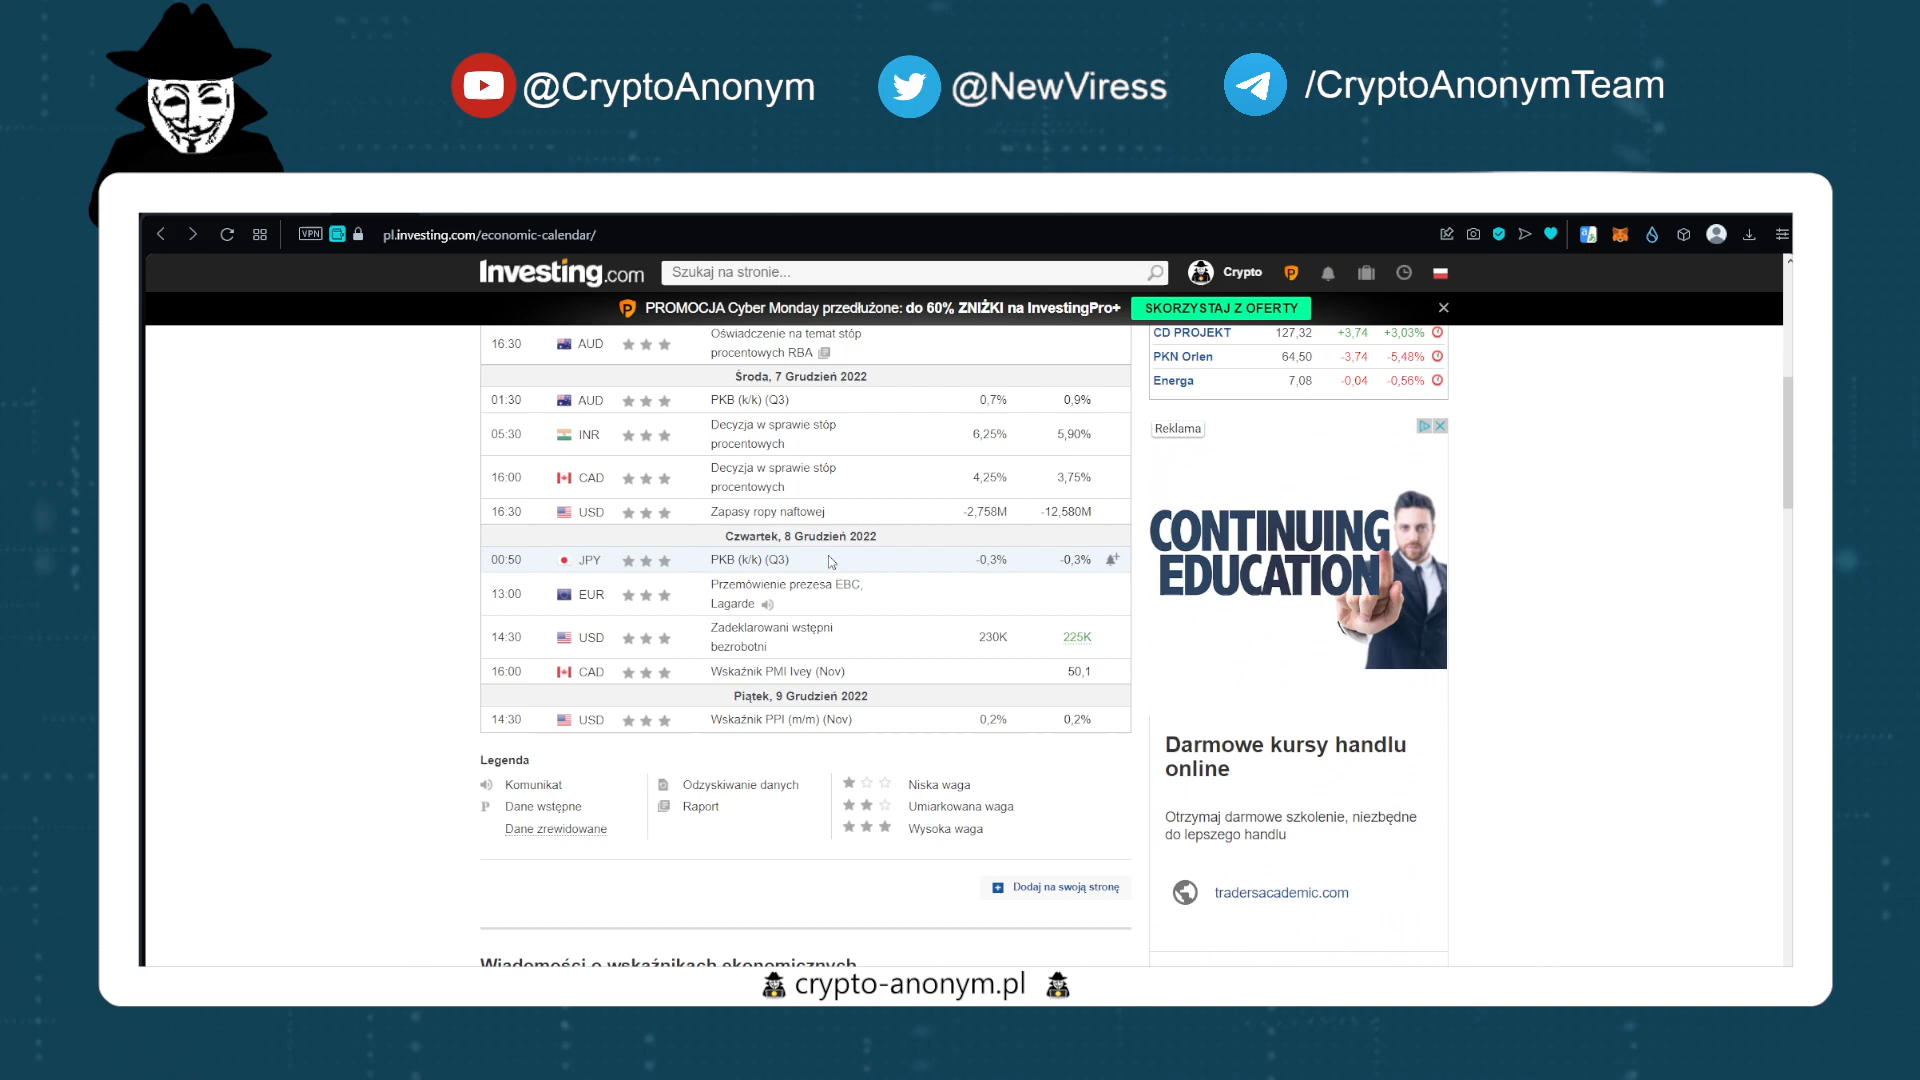 @CryptoAnonym @NewViress /CryptoAnonymTeam
VPN pl.investing.com/economic-calendar/
Investing.com Szukaj na stronie... Crypto
PROMOCJA Cyber Monday przedłużone: do 60% ZNIŻKI na InvestingPro+ SKORZYSTAJ Z OFERTY
16:30 AUD Oświadczenie na temat stóp
procentowych RBA
Środa, 7 Grudzień 2022
01:30 AUD PKB (k/k) (Q3) 0,7% 0,9%
05:30 INR Decyzja w sprawie stóp
procentowych 6,25% 5,90%
16:00 CAD Decyzja w sprawie stóp
procentowych 4,25% 3,75%
16:30 USD Zapasy ropy naftowej -2,758M -12,580M
Czwartek, 8 Grudzień 2022
00:50 JPY PKB (k/k) (Q3) -0,3% -0,3%
13:00 EUR Przemówienie prezesa EBC,
Lagarde
14:30 USD Zadeklarowani wstępni
bezrobotni 230K 225K
16:00 CAD Wskaźnik PMI Ivey (Nov) 50,1
Piątek, 9 Grudzień 2022
14:30 USD Wskaźnik PPI (m/m) (Nov) 0,2% 0,2%
Legenda
Komunikat Odzyskiwanie danych Niska waga
P Dane wstępne Raport Umiarkowana waga
Dane zrewidowane Wysoka waga
Dodaj na swoją stronę
Wiadomości o wskaźnikach ekonomicznych
CD PROJEKT 127,32 +3,74 +3,03%
PKN Orlen 64,50 -3,74 -5,48%
Energa 7,08 -0,04 -0,56%
Reklama
CONTINUING
EDUCATION
Darmowe kursy handlu
online
Otrzymaj darmowe szkolenie, niezbędne
do lepszego handlu
tradersacademic.com
crypto-anonym.pl